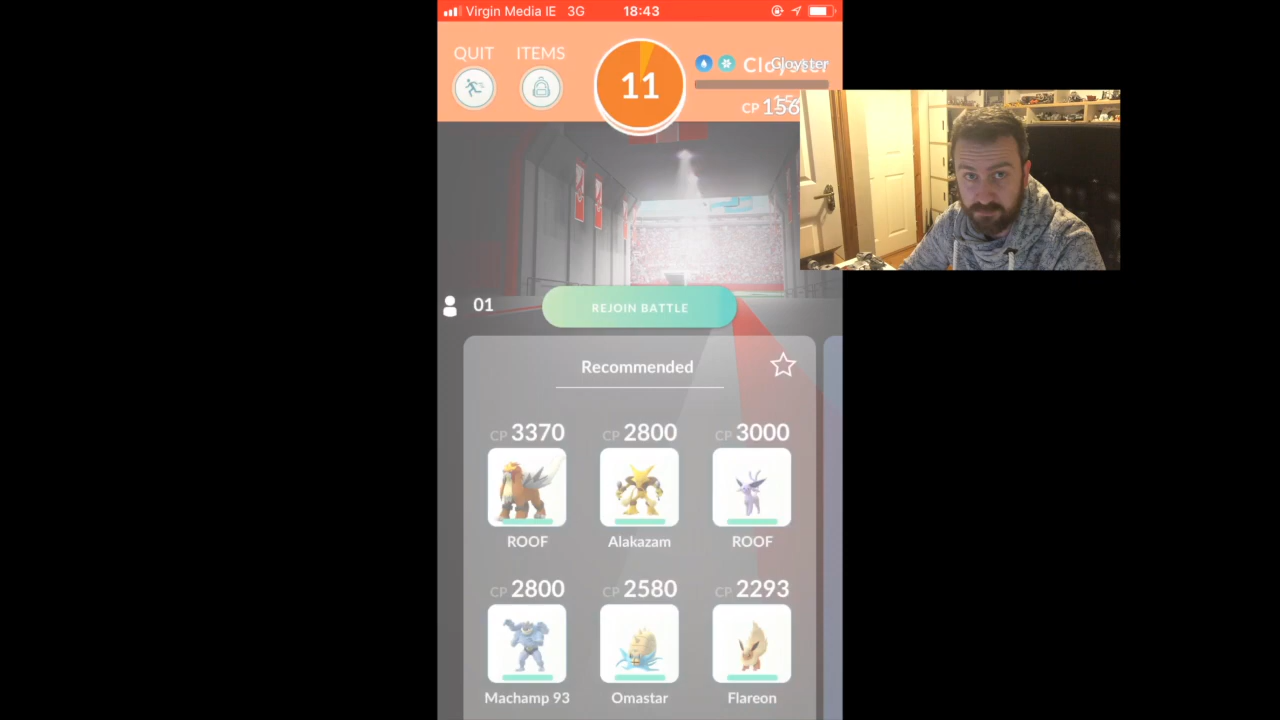 Virgin Media IE 3G 18:43
QUIT ITEMS
11
Cloyster
CP 156
01
REJOIN BATTLE
Recommended
CP 3370 CP 2800 CP 3000
ROOF Alakazam ROOF
CP 2800 CP 2580 CP 2293
Machamp 93 Omastar Flareon